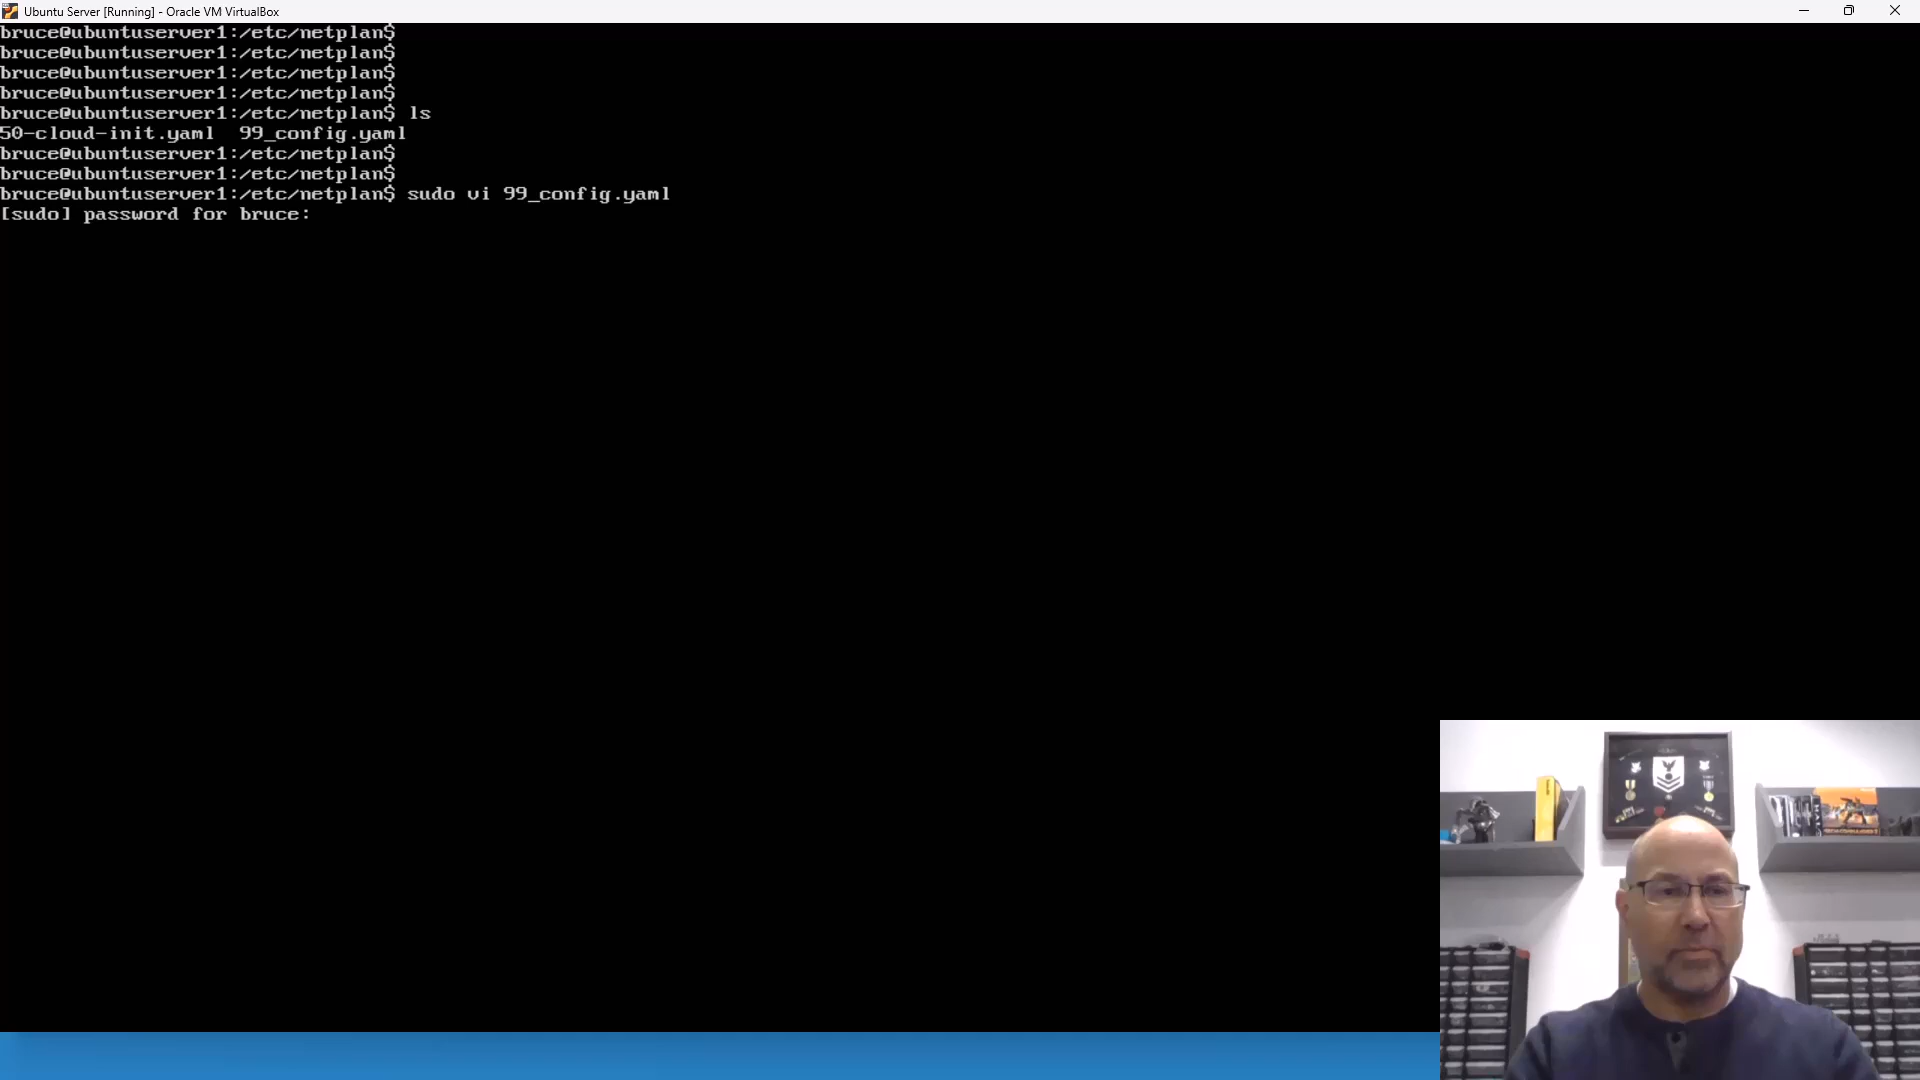 Ubuntu Server [Running] - Oracle VM VirtualBox
bruce@ubuntuserver1:/etc/netplan$
bruce@ubuntuserver1:/etc/netplan$
bruce@ubuntuserver1:/etc/netplan$
bruce@ubuntuserver1:/etc/netplan$
bruce@ubuntuserver1:/etc/netplan$ ls
50-cloud-init.yaml  99_config.yaml
bruce@ubuntuserver1:/etc/netplan$
bruce@ubuntuserver1:/etc/netplan$
bruce@ubuntuserver1:/etc/netplan$ sudo vi 99_config.yaml
[sudo] password for bruce: